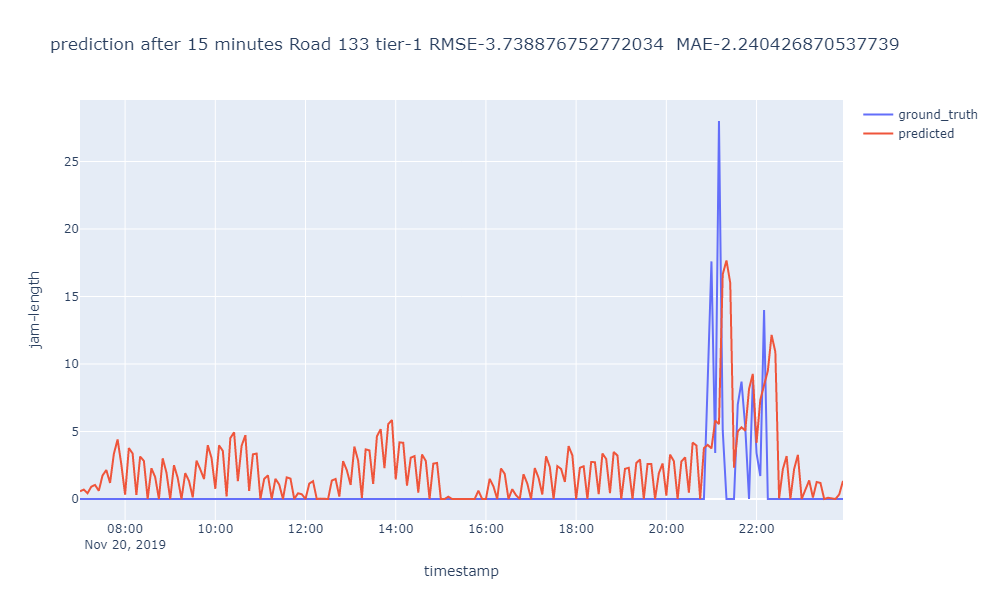 prediction after 15 minutes Road 133 tier-1 RMSE-3.738876752772034  MAE-2.240426870537739
ground_truth
predicted
jam-length
25
20
15
10
5
0
08:00 10:00 12:00 14:00 16:00 18:00 20:00 22:00
Nov 20, 2019
timestamp